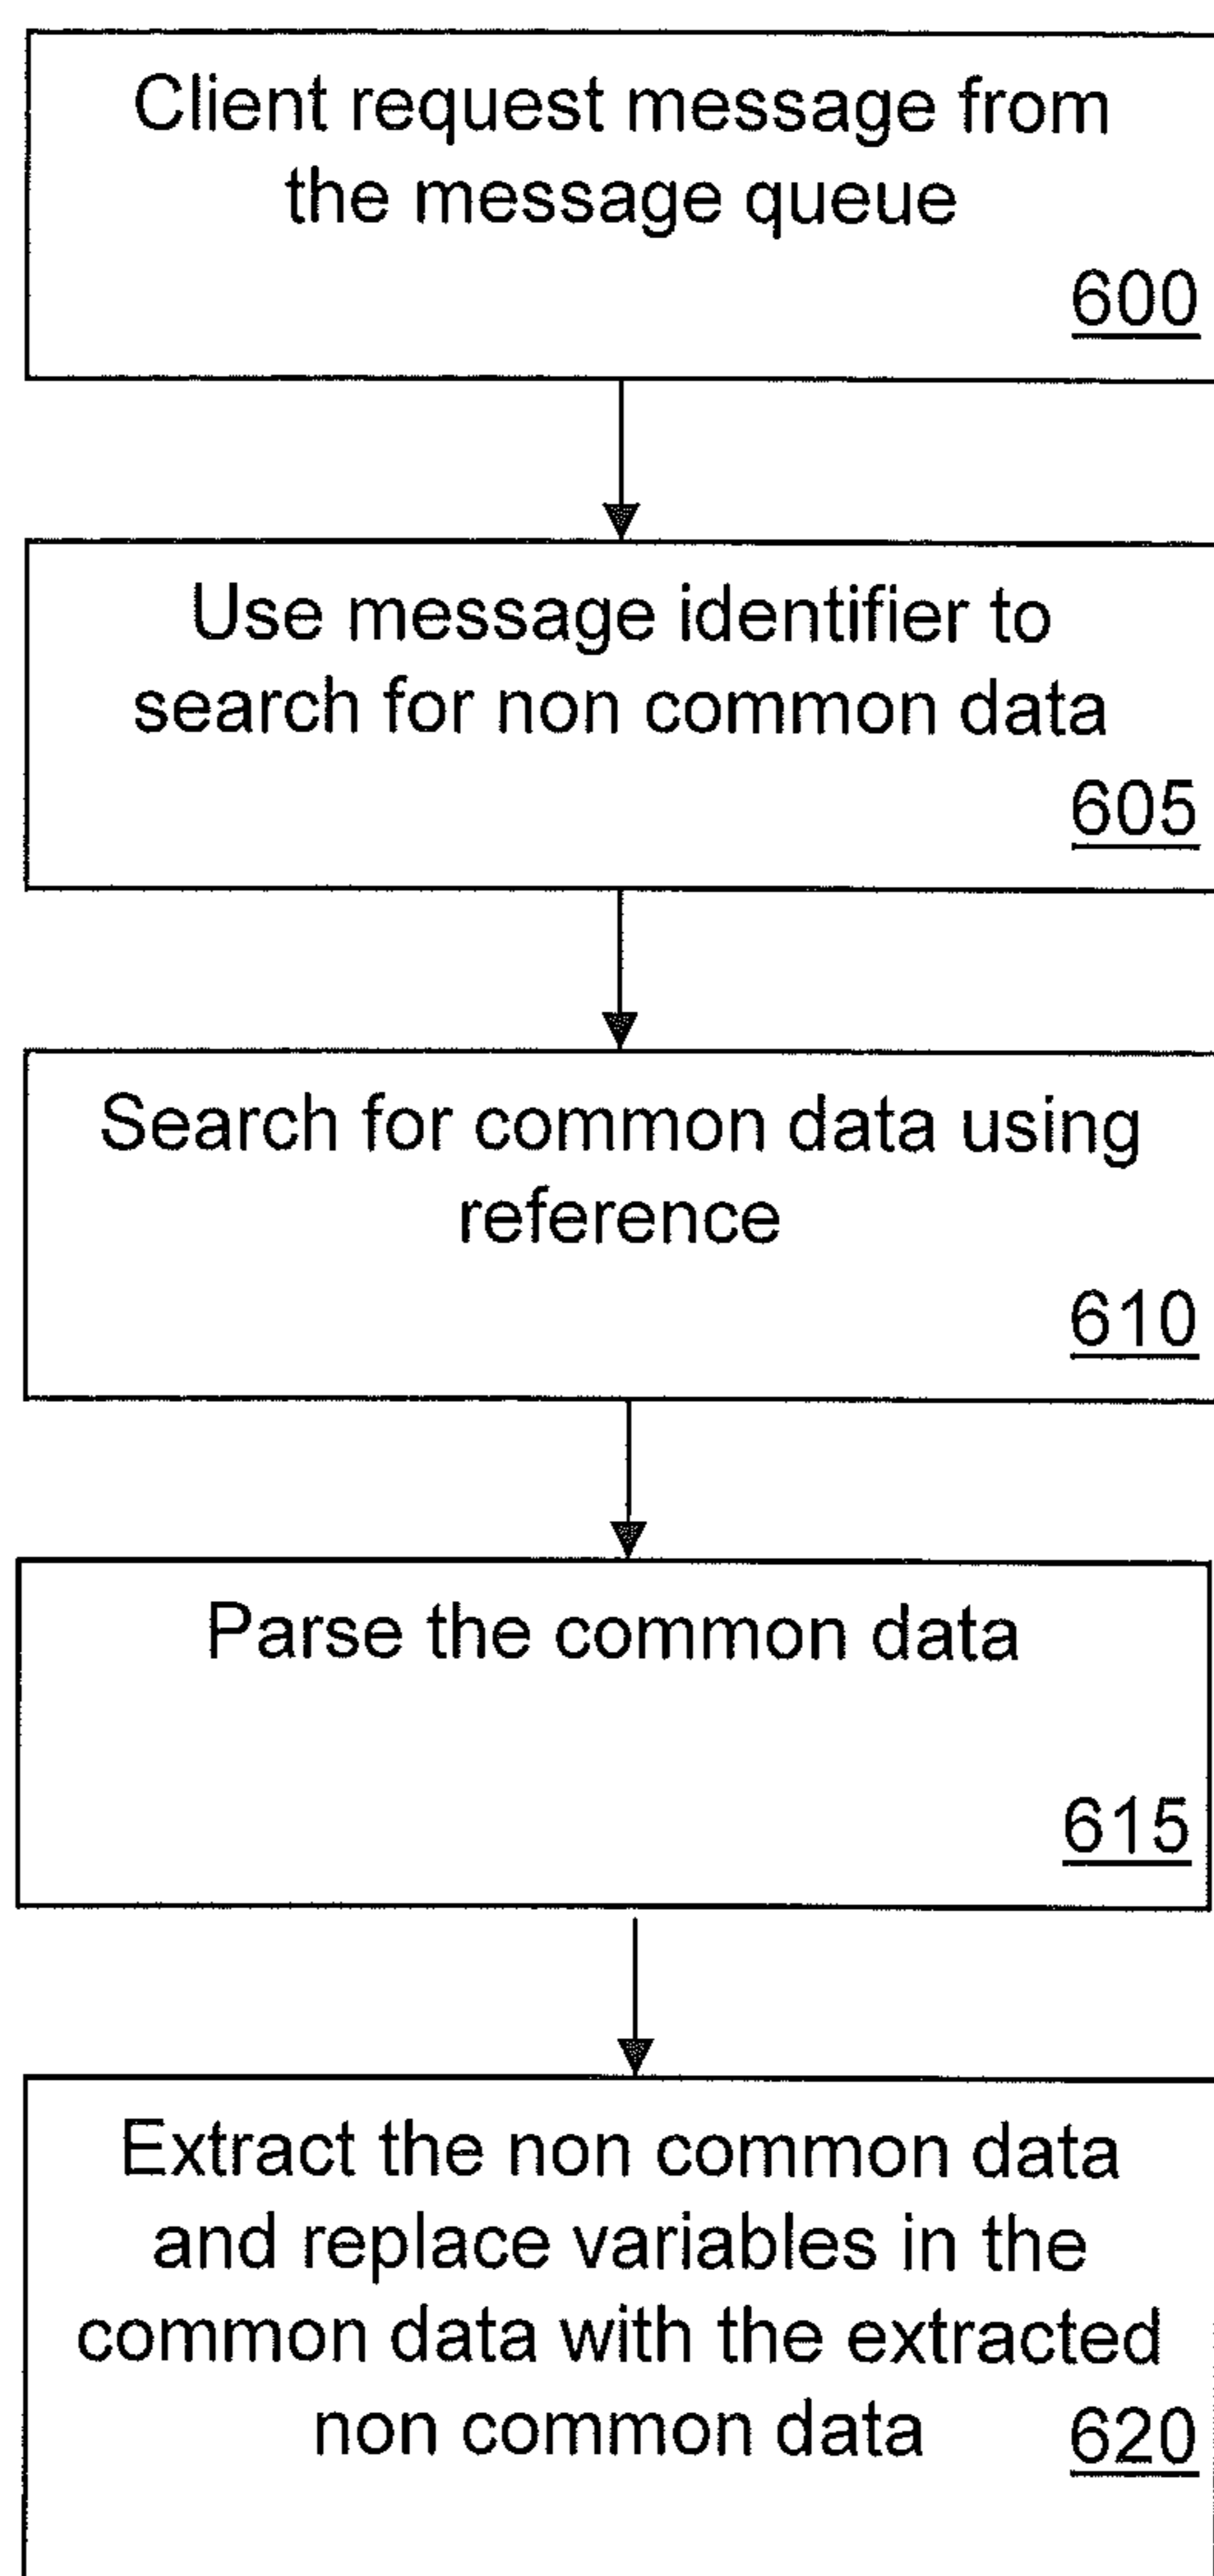 Client request message from
the message queue
600
Use message identifier to
search for non common data
605
Search for common data using
reference
610
Parse the common data
615
Extract the non common data
and replace variables in the
common data with the extracted
non common data 620